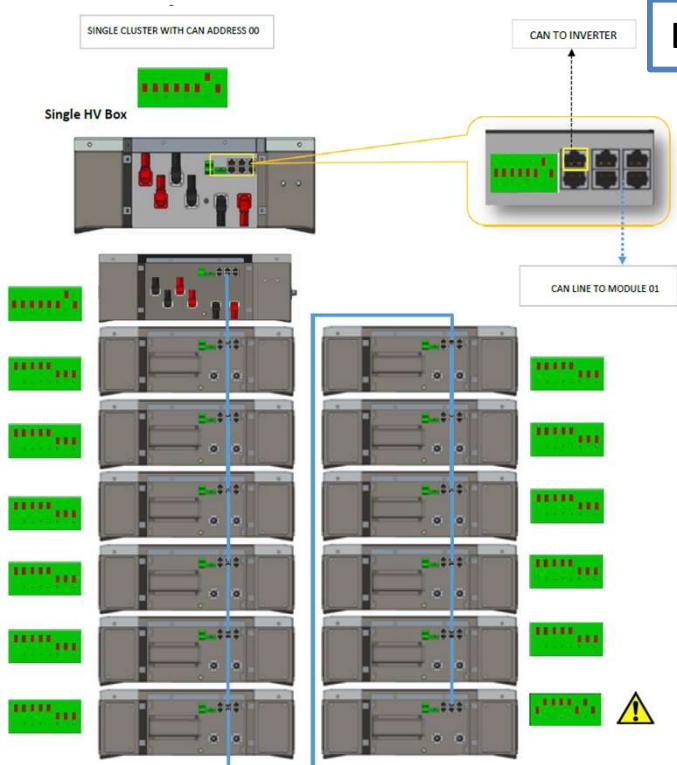 SINGLE CLUSTER WITH CAN ADDRESS 00
CAN TO INVERTER
Single HV Box
CAN LINE TO MODULE 01